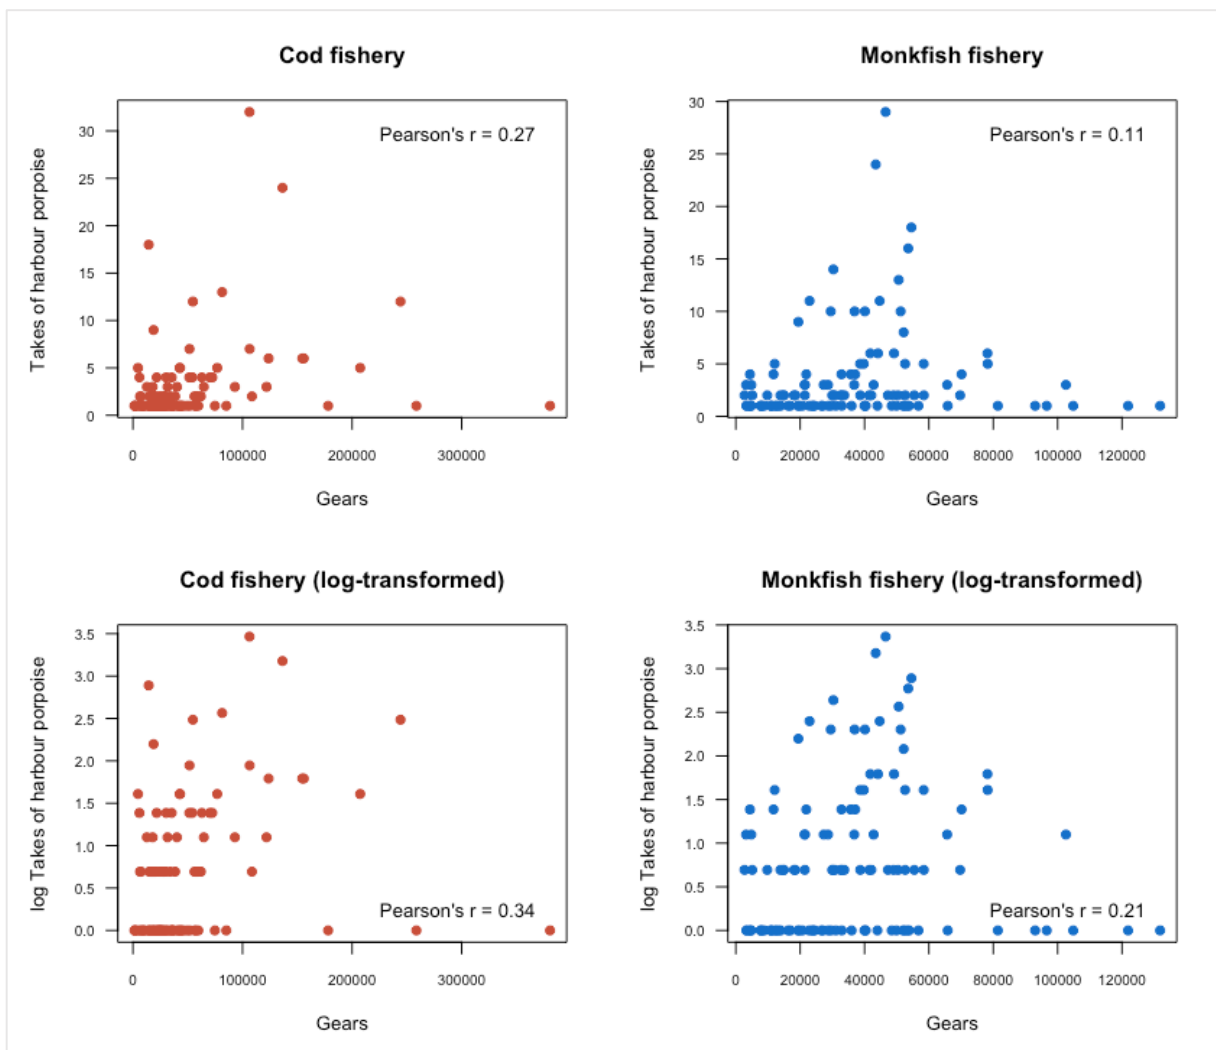 Cod fishery
Pearson's r = 0.27
Takes of harbour porpoise
30
25
20
15
10
5
0
0 100000 200000 300000
Gears
Monkfish fishery
Pearson's r = 0.11
Takes of harbour porpoise
30
25
20
15
10
5
0
0 20000 40000 60000 80000 100000 120000
Gears
Cod fishery (log-transformed)
log Takes of harbour porpoise
3.5
3.0
2.5
2.0
1.5
1.0
0.5
0.0
Pearson's r = 0.34
0 100000 200000 300000
Gears
Monkfish fishery (log-transformed)
log Takes of harbour porpoise
3.5
3.0
2.5
2.0
1.5
1.0
0.5
0.0
Pearson's r = 0.21
0 20000 40000 60000 80000 100000 120000
Gears